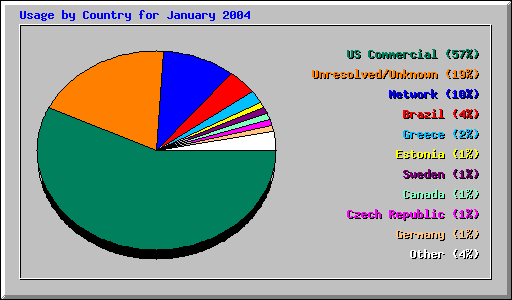 Usage by Country for January 2004
US Commercial (57%)
Unresolved/Unknown (19%)
Network (10%)
Brazil (4%)
Greece (2%)
Estonia (1%)
Sweden (1%)
Canada (1%)
Czech Republic (1%)
Germany (1%)
Other (4%)